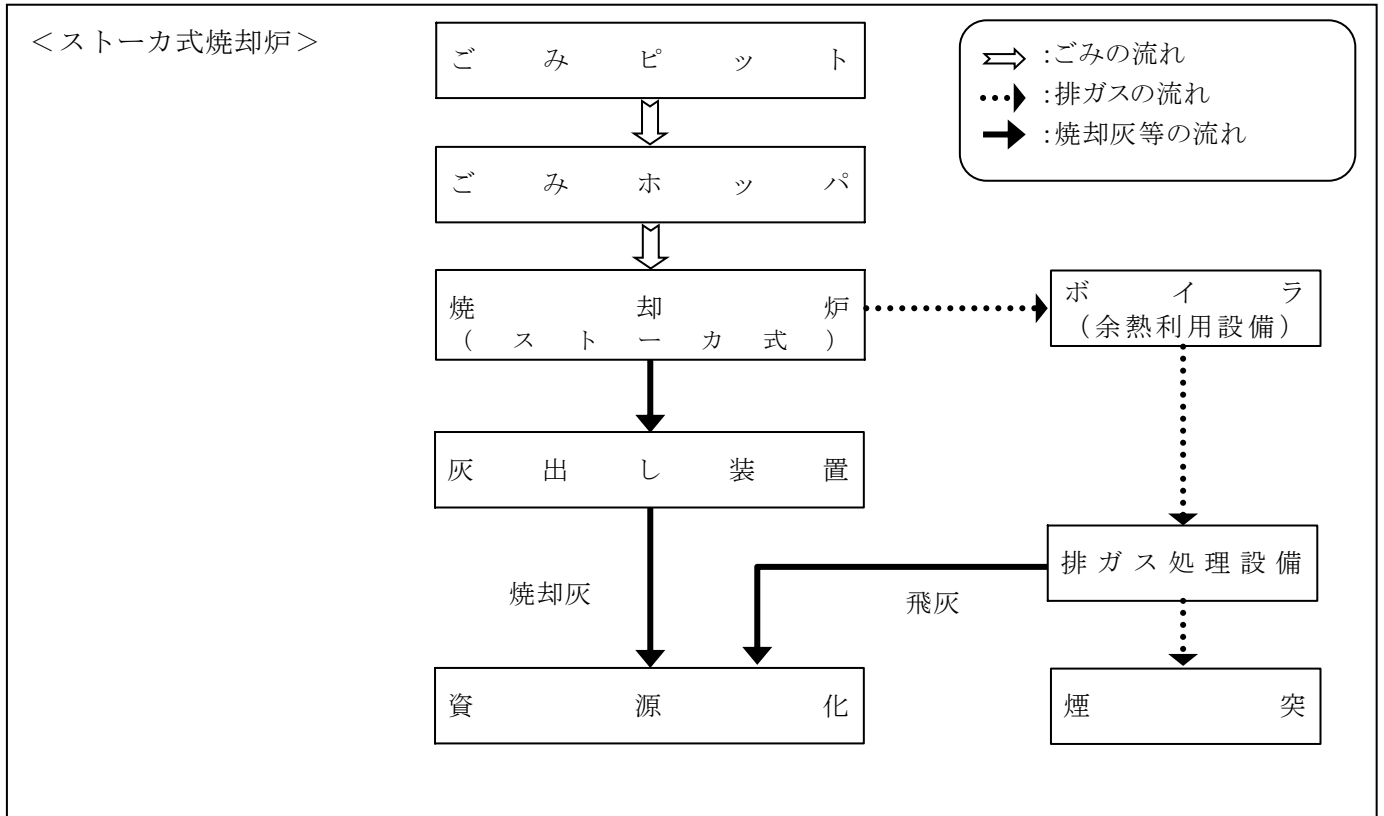 ＜ストーカ式焼却炉＞
ごみピット
:ごみの流れ
:排ガスの流れ
:焼却灰等の流れ
ごみホッパ
焼却炉
（ストーカ式）
ボイラ
（余熱利用設備）
灰出し装置
排ガス処理設備
焼却灰
飛灰
資源化
煙突